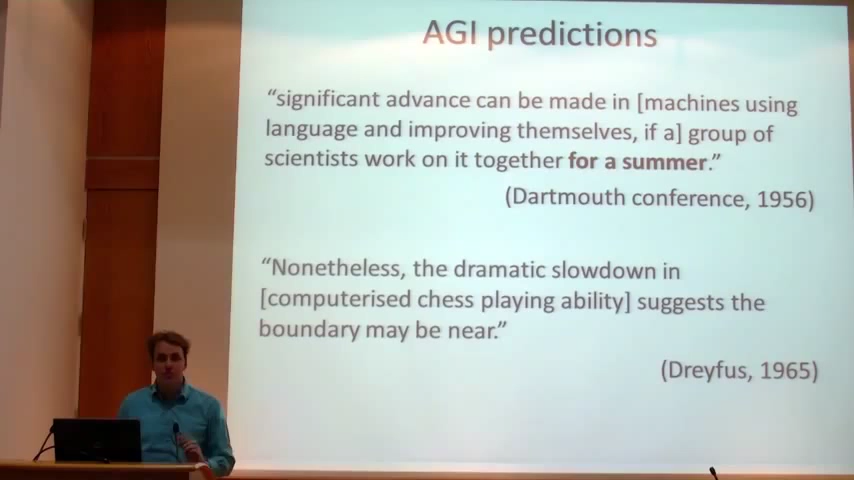 AGI predictions
“significant advance can be made in [machines using
language and improving themselves, if a] group of
scientists work on it together for a summer.”
(Dartmouth conference, 1956)
“Nonetheless, the dramatic slowdown in
[computerised chess playing ability] suggests the
boundary may be near.”
(Dreyfus, 1965)